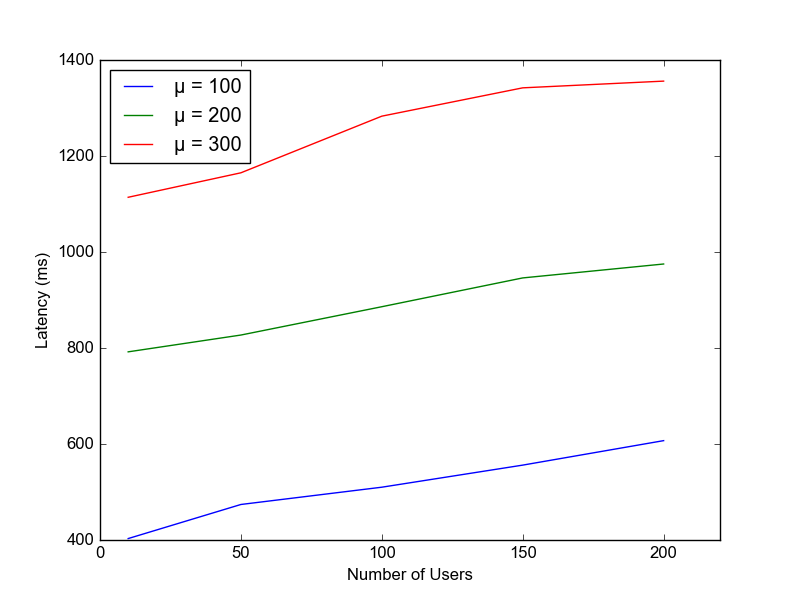 1400
1200
1000
800
600
400
Latency (ms)
μ = 100
μ = 200
μ = 300
0 50 100 150 200
Number of Users